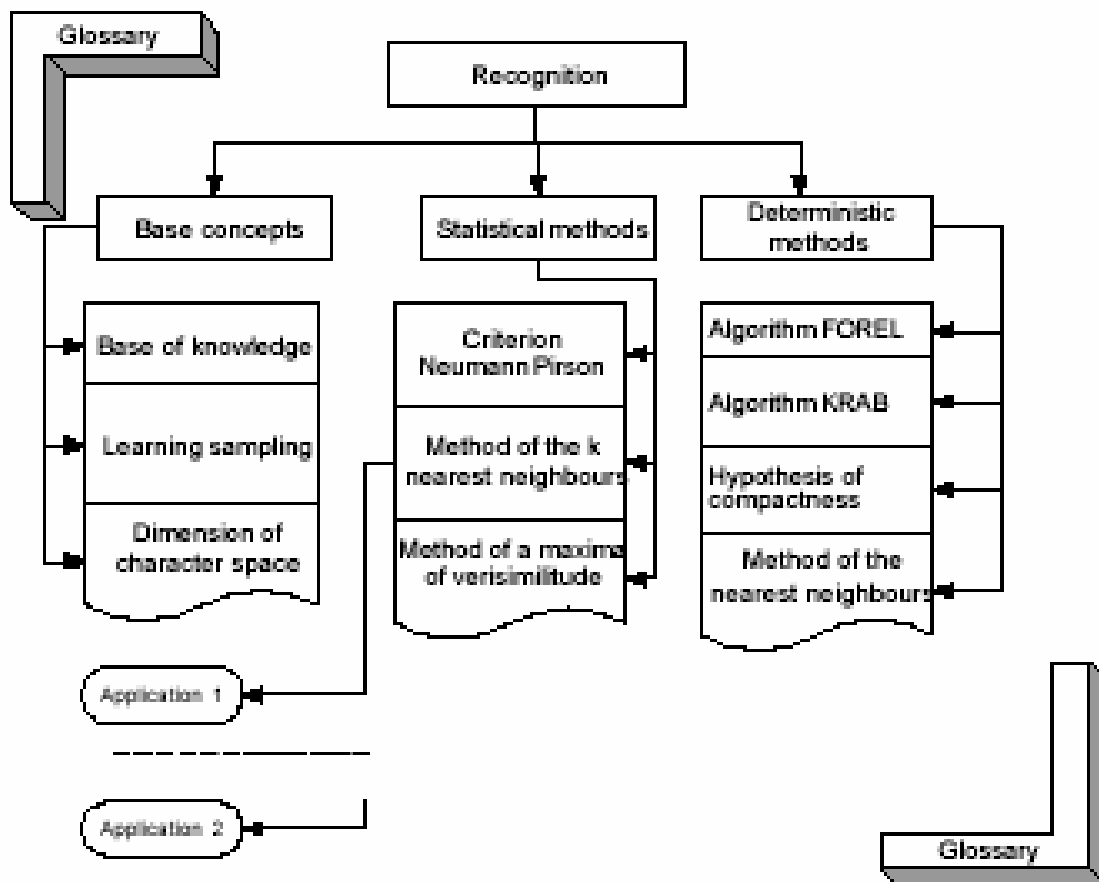 Glossary
Recognition
Base concepts
Statistical methods
Deterministic
methods
Base of knowledge
Learning sampling
Dimension of
character space
Criterion
Neumann Pirson
Method of the k
nearest neighbours
Method of a maxima
of verisimilitude
Algorithm FOREL
Algorithm KRAB
Hypothesis of
compactness
Method of the
nearest neighbours
Application 1
Application 2
Glossary